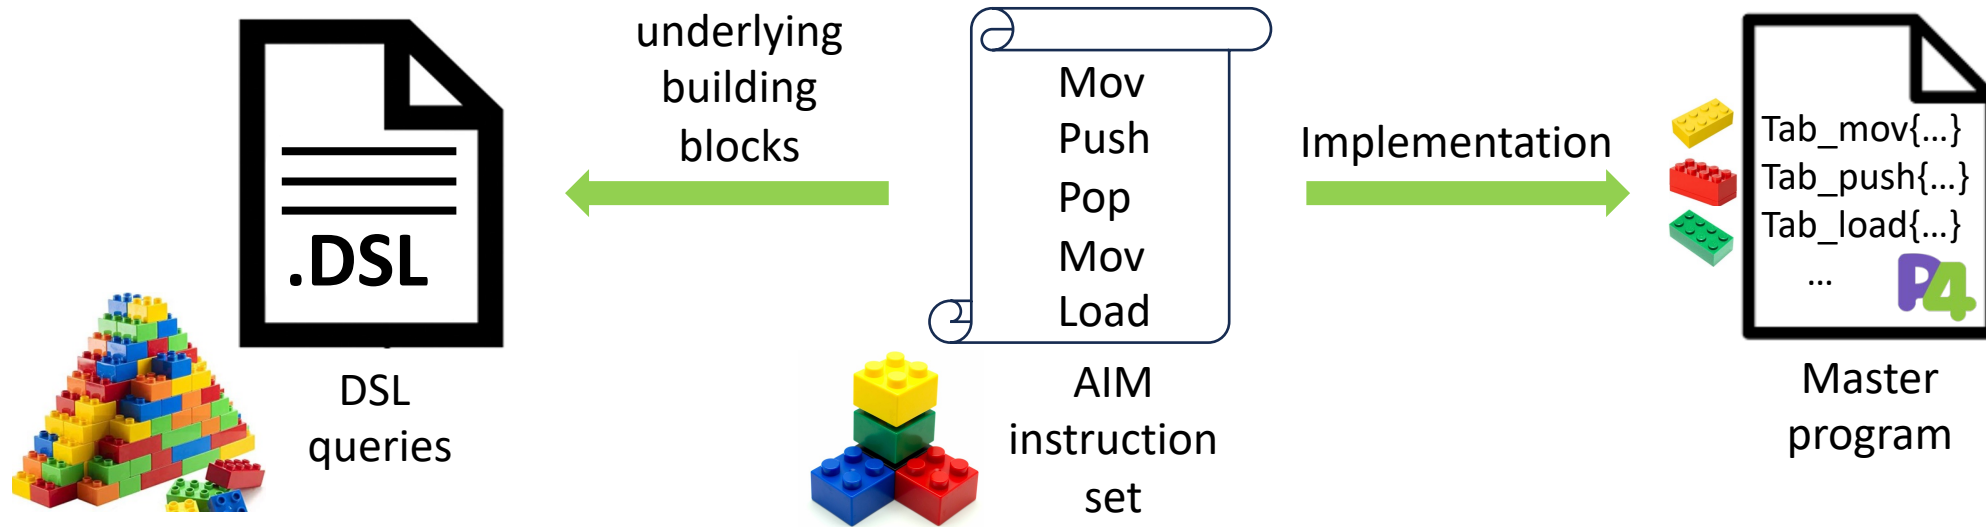 .DSL
DSL
queries
underlying
building
blocks
Mov
Push
Pop
Mov
Load
AIM
instruction
set
Implementation
Tab_mov{...}
Tab_push{...}
Tab_load{...}
...
P4
Master
program